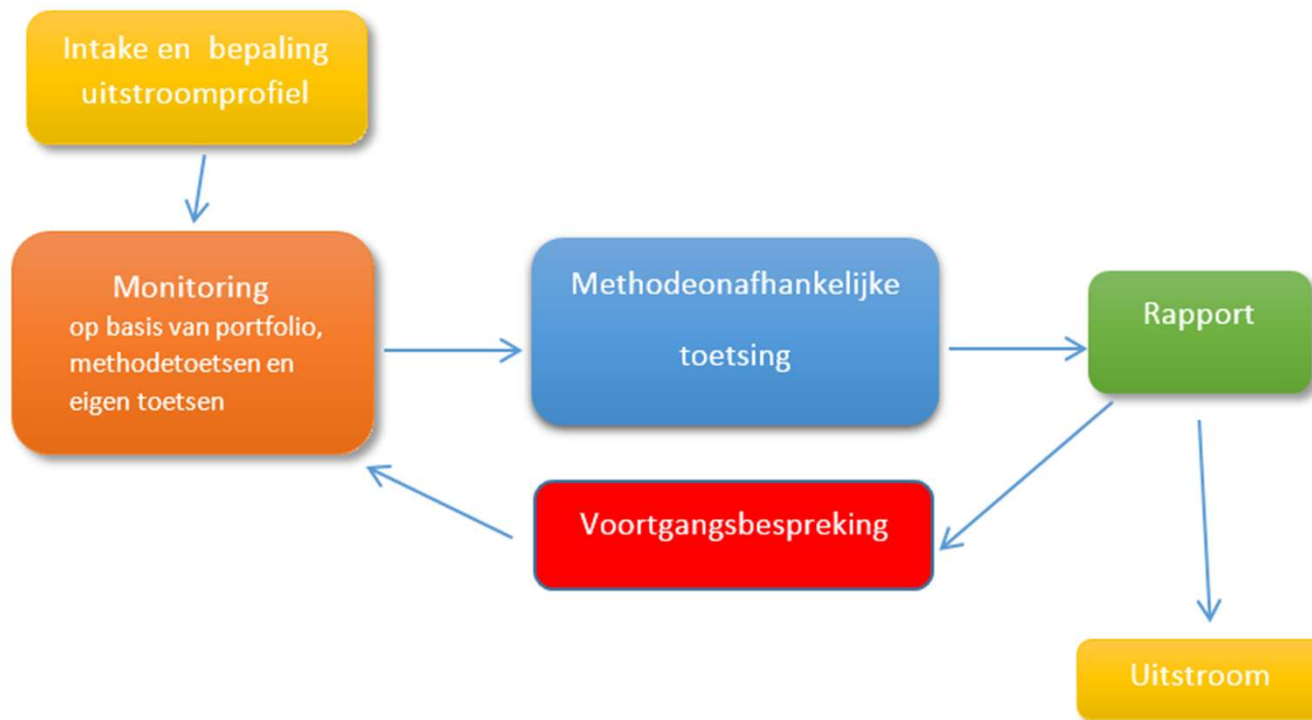 Intake en bepaling
uitstroomprofiel
Monitoring
op basis van portfolio,
methodetoetsen en
eigen toetsen
Methodeonafhankelijke
toetsing
Rapport
Voortgangsbespreking
Uitstroom